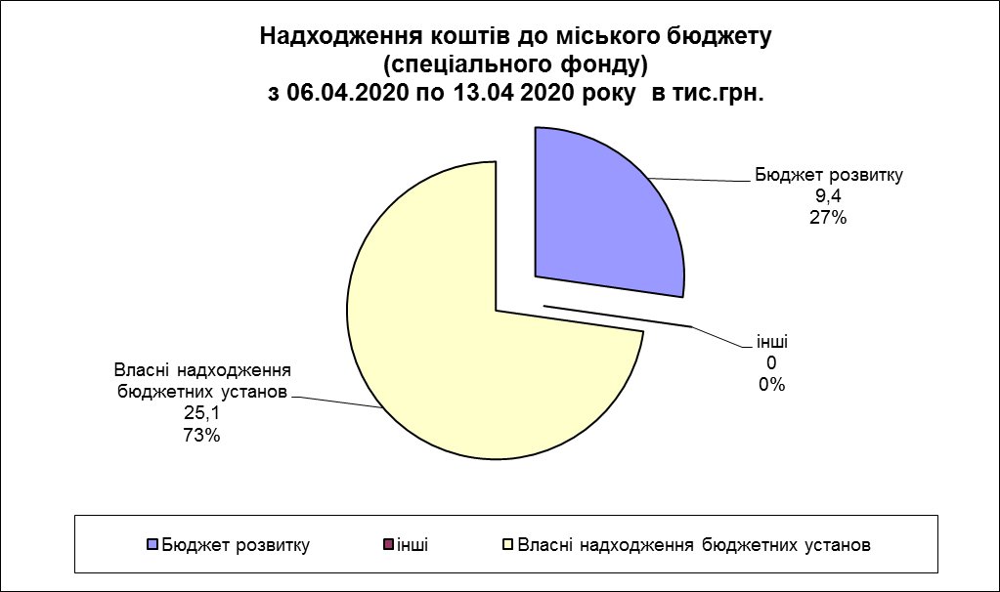 Надходження коштів до міського бюджету
(спеціального фонду)
з 06.04.2020 по 13.04 2020 року в тис.грн.
Бюджет розвитку
9,4
27%
інші
0
0%
Власні надходження
бюджетних установ
25,1
73%
Бюджет розвитку
інші
Власні надходження бюджетних установ